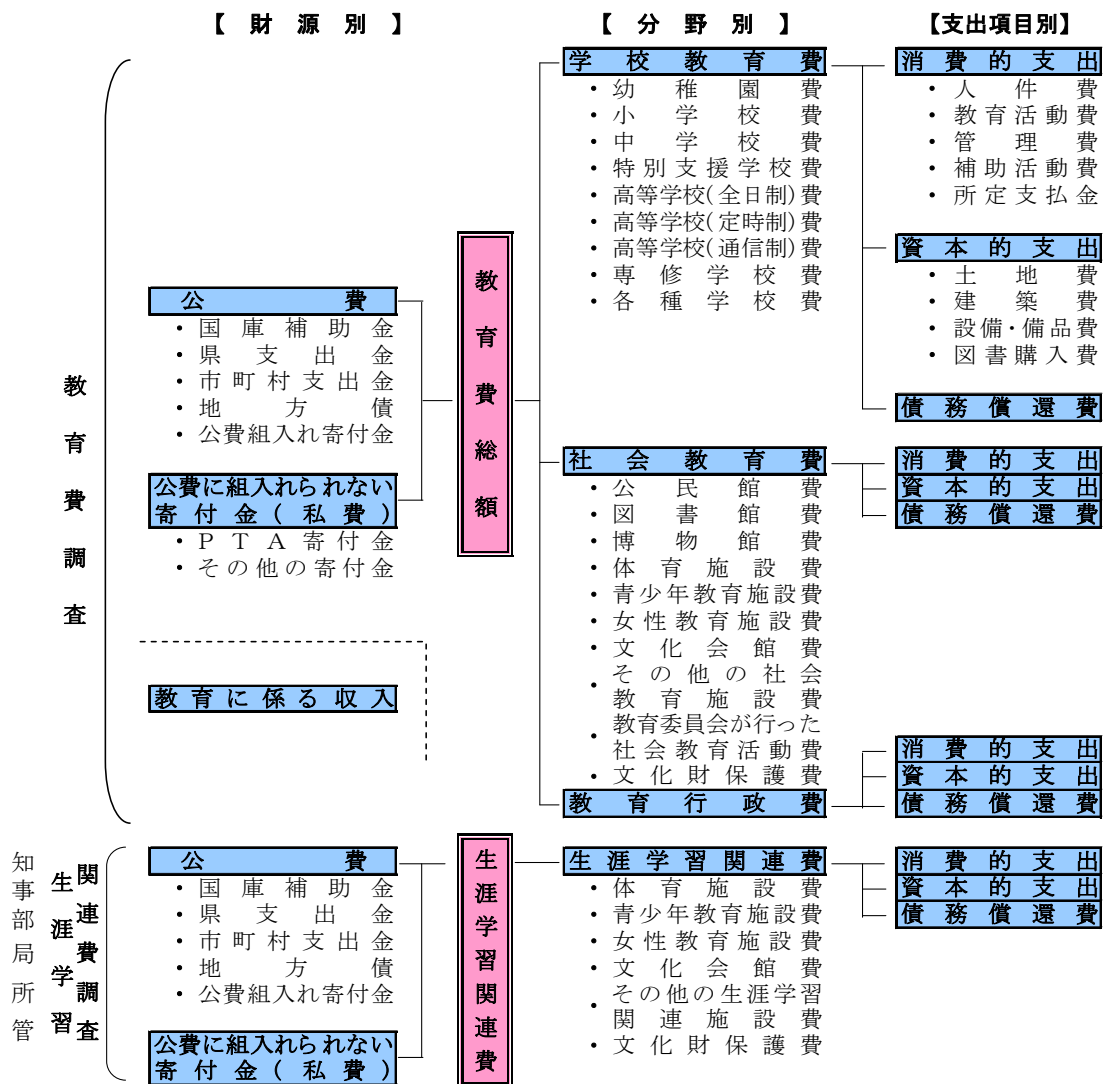 【財源別】
【分野別】
【支出項目別】
教育費調査
公費
・国庫補助金
・県支出金
・市町村支出金
・地方債
・公費組入れ寄付金
公費に組入れられない
寄付金(私費)
・PTA寄付金
・その他の寄付金
教育に係る収入
教育費総額
学校教育費
・幼稚園費
・小学校費
・中学校費
・特別支援学校費
・高等学校(全日制)費
・高等学校(定時制)費
・高等学校(通信制)費
・専修学校費
・各種学校費
消費的支出
・人件費
・教育活動費
・管理費
・補助活動費
・所定支払金
資本的支出
・土地費
・建築費
・設備・備品費
・図書購入費
債務償還費
社会教育費
・公民館費
・図書館費
・博物館費
・体育施設費
・青少年教育施設費
・女性教育施設費
・文化会館費
・その他の社会
教育施設費
・教育委員会が行った
社会教育活動費
・文化財保護費
消費的支出
資本的支出
債務償還費
教育行政費
消費的支出
資本的支出
債務償還費
知事部局所管
生涯学習
関連費調査
公費
・国庫補助金
・県支出金
・市町村支出金
・地方債
・公費組入れ寄付金
公費に組入れられない
寄付金(私費)
生涯学習関連費
生涯学習関連費
・体育施設費
・青少年教育施設費
・女性教育施設費
・文化会館費
・その他の生涯学習
関連施設費
・文化財保護費
消費的支出
資本的支出
債務償還費